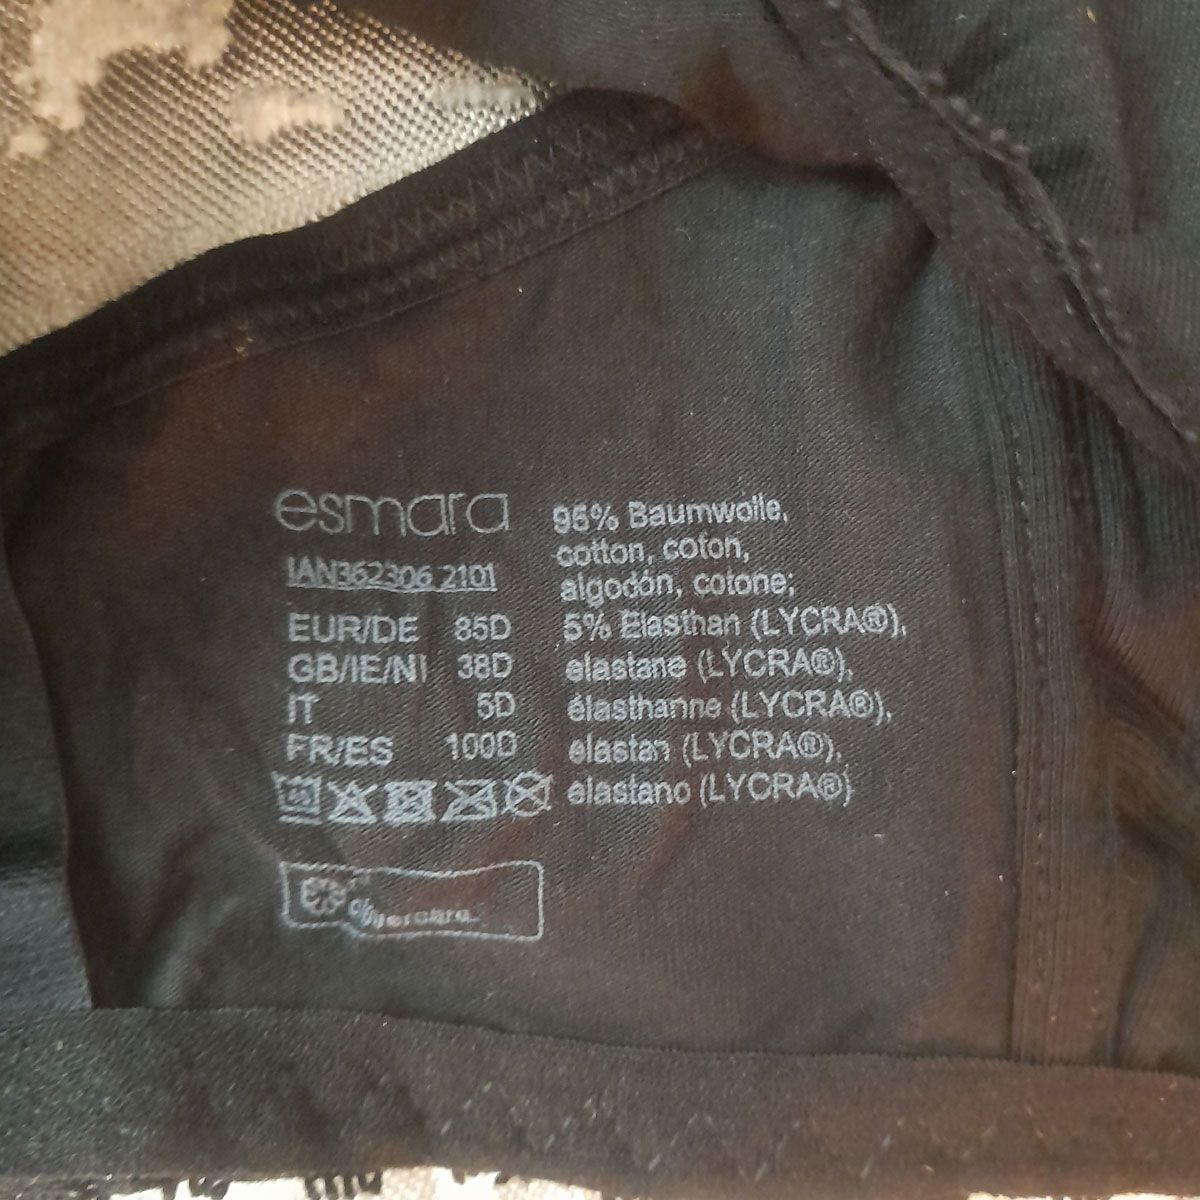 esmara
IAN362306 2101
EUR/DE 85D
GB/IE/NI 38D
IT 5D
FR/ES 100D
95% Baumwolle,
cotton, coton,
algodón, cotone;
5% Elasthan (LYCRA®),
elastane (LYCRA®),
élasthanne (LYCRA®),
elastan (LYCRA®),
elastano (LYCRA®)